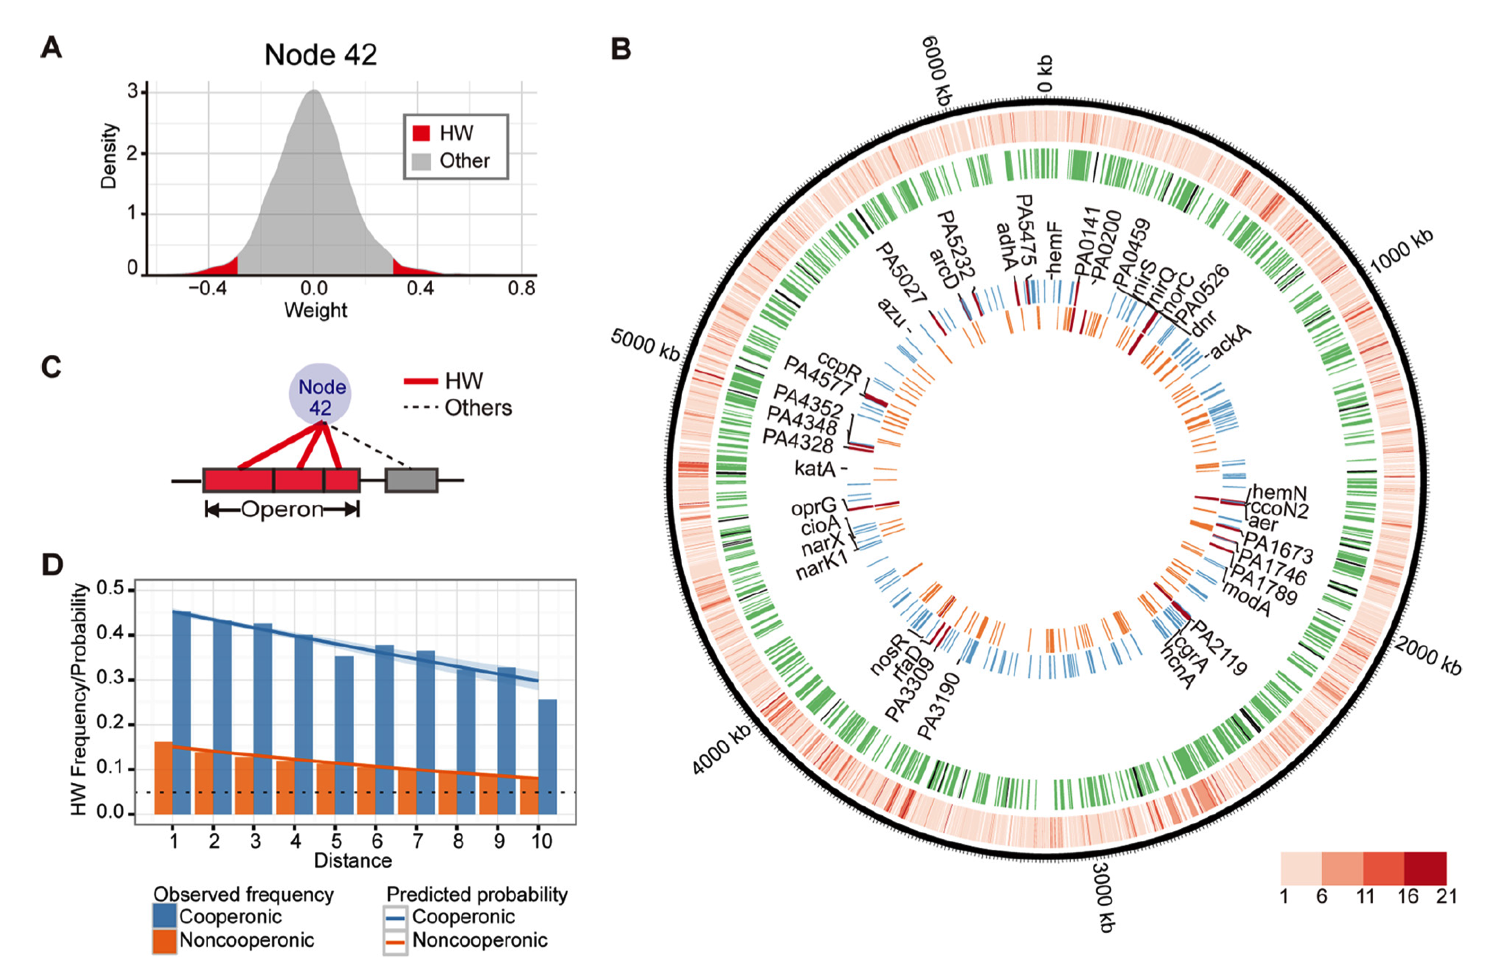 A
Node 42
Density
3
2
1
0
HW
Other
−0.4
0.0
0.4
0.8
Weight
B
6000 kb
0 kb
1000 kb
2000 kb
3000 kb
4000 kb
5000 kb
PA5027
PA5232
arcD
adhA
PA5475
hemF
PA0141
PA0200
PA0459
nirS
nirQ
norC
PA0526
dnr
ackA
azu
ccpR
PA4577
PA4352
PA4348
PA4328
katA
oprG
cioA
narX
narK1
hemN
ccoN2
aer
PA1673
PA1746
PA1789
modA
PA2119
cgrA
hcnA
nosR
rfaD
PA3309
PA3190
1
6
11
16
21
C
Node
42
HW
Others
Operon
D
HW Frequency/Probability
0.5
0.4
0.3
0.2
0.1
0.0
1
2
3
4
5
6
7
8
9
10
Distance
Observed frequency
Cooperonic
Noncooperonic
Predicted probability
Cooperonic
Noncooperonic